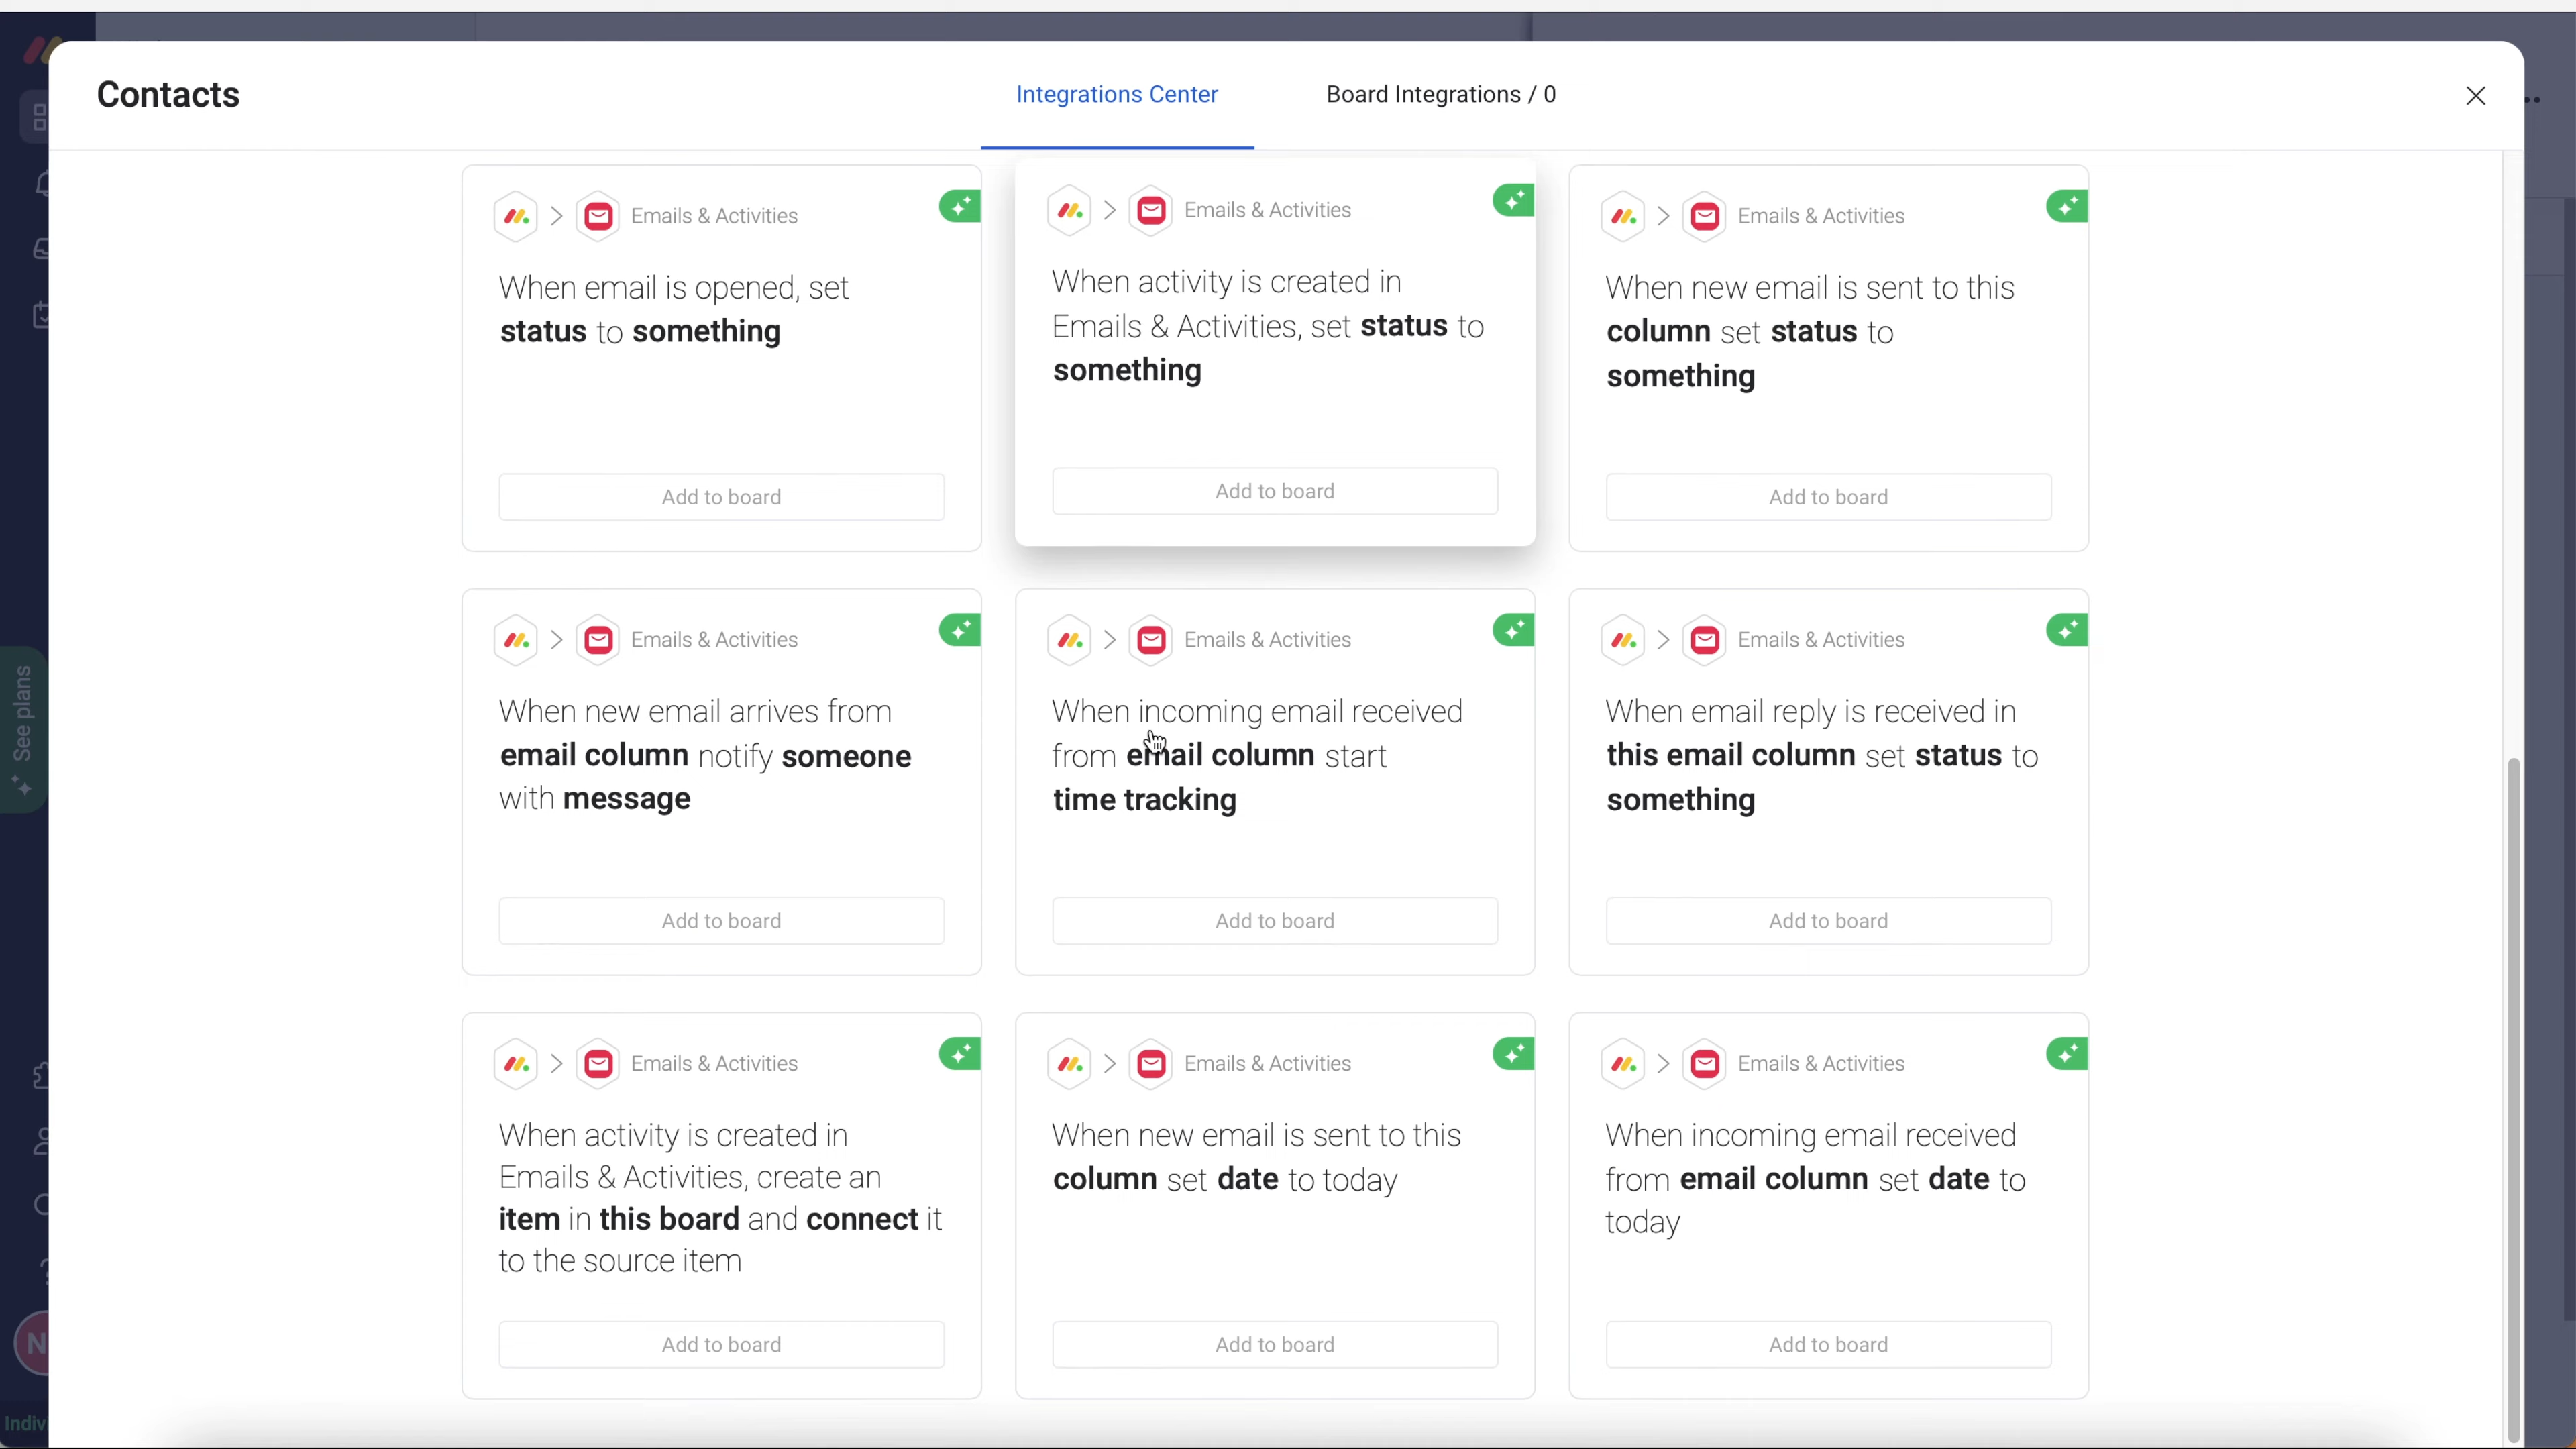 Contacts
Integrations Center
Board Integrations / 0
Emails & Activities
When email is opened, set
status to something
Add to board
Emails & Activities
When activity is created in
Emails & Activities, set status to
something
Add to board
Emails & Activities
When new email is sent to this
column set status to
something
Add to board
Emails & Activities
When new email arrives from
email column notify someone
with message
Add to board
Emails & Activities
When incoming email received
from email column start
time tracking
Add to board
Emails & Activities
When email reply is received in
this email column set status to
something
Add to board
Emails & Activities
When activity is created in
Emails & Activities, create an
item in this board and connect it
to the source item
Add to board
Emails & Activities
When new email is sent to this
column set date to today
Add to board
Emails & Activities
When incoming email received
from email column set date to
today
Add to board
See plans
N
Indivi